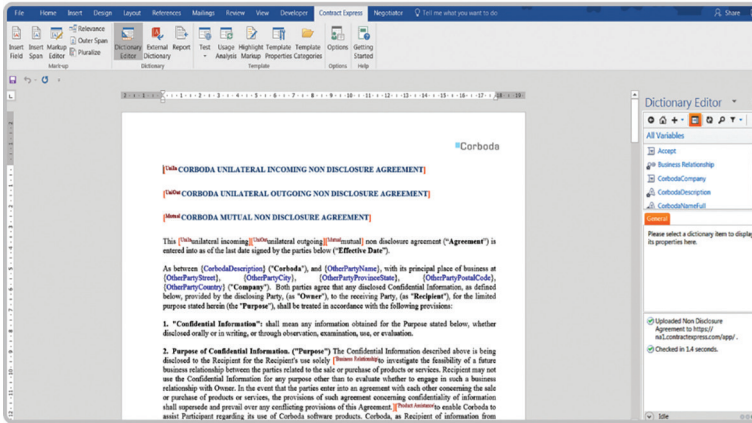 File Home Insert Design Layout References Mailings Review View Developer Contract Express Negotiator Tell me what you want to do Share
Insert Field
Insert Span
Markup Editor
Relevance
Outer Span
Pluralize
Mark-up
Dictionary Editor
External Dictionary
Report
Dictionary
Test
Usage Analysis
Highlight Markup
Template Properties
Template Categories
Template
Options
Options
Getting Started
Help
Corboda
[UniIn CORBODA UNILATERAL INCOMING NON DISCLOSURE AGREEMENT]
[UniOut CORBODA UNILATERAL OUTGOING NON DISCLOSURE AGREEMENT]
[Mutual CORBODA MUTUAL NON DISCLOSURE AGREEMENT]
This [UniIn unilateral incoming][UniOut unilateral outgoing][Mutual mutual] non disclosure agreement ("Agreement") is
entered into as of the last date signed by the parties below ("Effective Date").
As between {CorbodaDescription} ("Corboda"), and {OtherPartyName}, with its principal place of business at
{OtherPartyStreet}, {OtherPartyCity}, {OtherPartyProvinceState}, {OtherPartyPostalCode},
{OtherPartyCountry} ("Company"). Both parties agree that any disclosed Confidential Information, as defined
below, provided by the disclosing Party, (as "Owner"), to the receiving Party, (as "Recipient"), for the limited
purpose stated herein (the "Purpose"), shall be treated in accordance with the following provisions:
1. "Confidential Information": shall mean any information obtained for the Purpose stated below, whether
disclosed orally or in writing, or through observation, examination, use, or evaluation.
2. Purpose of Confidential Information. ("Purpose") The Confidential Information described above is being
disclosed to the Recipient for the Recipient's use solely [Business Relationship to investigate the feasibility of a future
business relationship between the parties related to the sale or purchase of products or services. Recipient may not
use the Confidential Information for any purpose other than to evaluate whether to engage in such a business
relationship with Owner. In the event that the parties enter into an agreement with each other concerning the sale
or purchase of products or services, the provisions of such agreement concerning confidentiality of information
shall supersede and prevail over any conflicting provisions of this Agreement.][Product Assistance to enable Corboda to
assist Participant regarding its use of Corboda software products. Corboda, as Recipient of information from
Dictionary Editor
All Variables
Accept
Business Relationship
CorbodaCompany
CorbodaDescription
CorbodaNameFull
General
Please select a dictionary item to display
its properties here.
Uploaded Non Disclosure
Agreement to https://
na1.contractexpress.com/app/ .
Checked in 1.4 seconds.
Idle